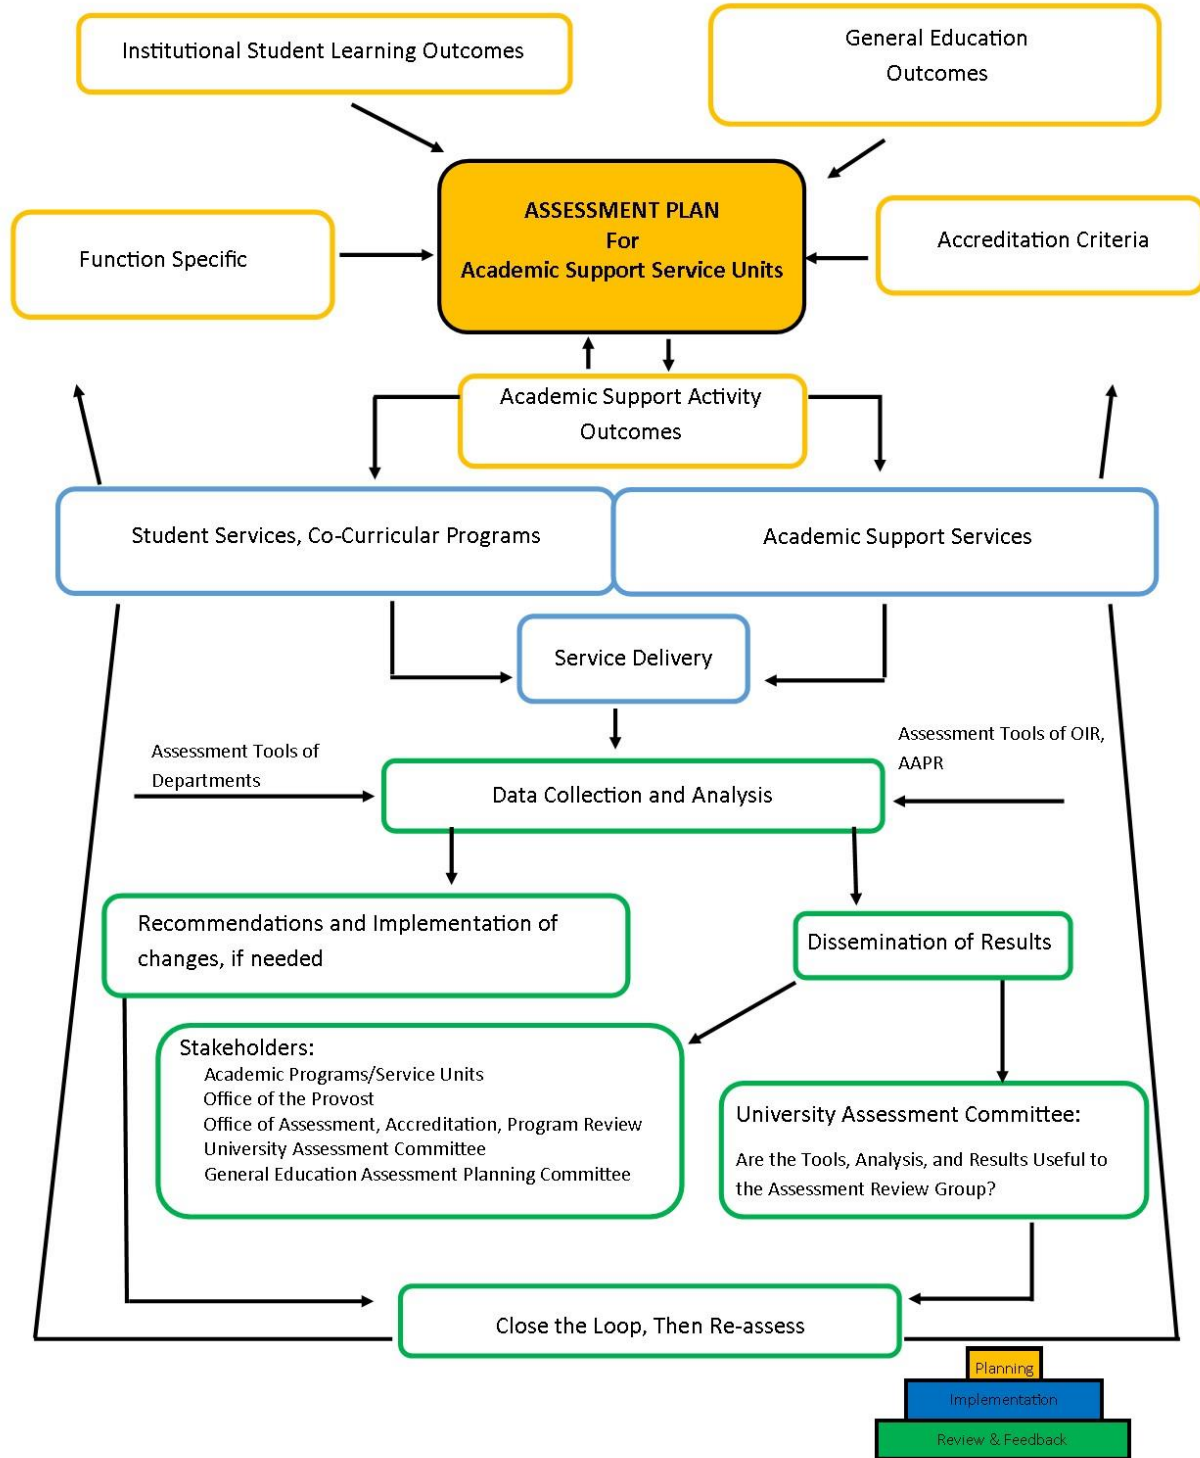 Institutional Student Learning Outcomes
General Education
Outcomes
ASSESSMENT PLAN
For
Academic Support Service Units
Function Specific
Accreditation Criteria
Academic Support Activity
Outcomes
Student Services, Co-Curricular Programs
Academic Support Services
Service Delivery
Assessment Tools of
Departments
Assessment Tools of OIR,
AAPR
Data Collection and Analysis
Recommendations and Implementation of
changes, if needed
Dissemination of Results
Stakeholders:
Academic Programs/Service Units
Office of the Provost
Office of Assessment, Accreditation, Program Review
University Assessment Committee
General Education Assessment Planning Committee
University Assessment Committee:
Are the Tools, Analysis, and Results Useful to
the Assessment Review Group?
Close the Loop, Then Re-assess
Planning
Implementation
Review & Feedback